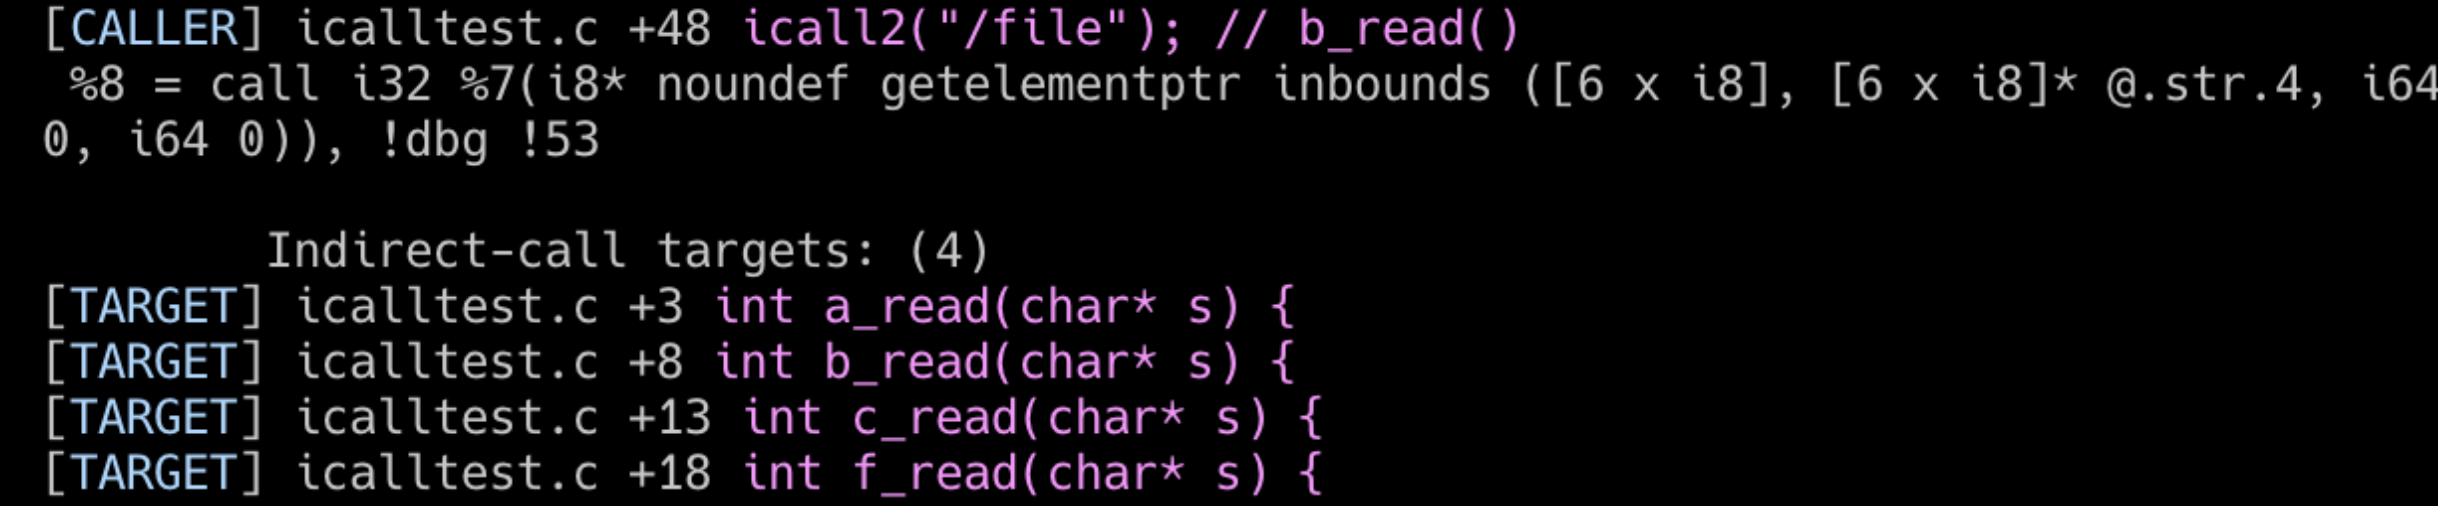 [CALLER] icalltest.c +48 icall2("/file"); // b_read()
%8 = call i32 %7(i8* noundef getelementptr inbounds ([6 x i8], [6 x i8]* @.str.4, i64
0, i64 0)), !dbg !53
Indirect-call targets: (4)
[TARGET] icalltest.c +3 int a_read(char* s) {
[TARGET] icalltest.c +8 int b_read(char* s) {
[TARGET] icalltest.c +13 int c_read(char* s) {
[TARGET] icalltest.c +18 int f_read(char* s) {